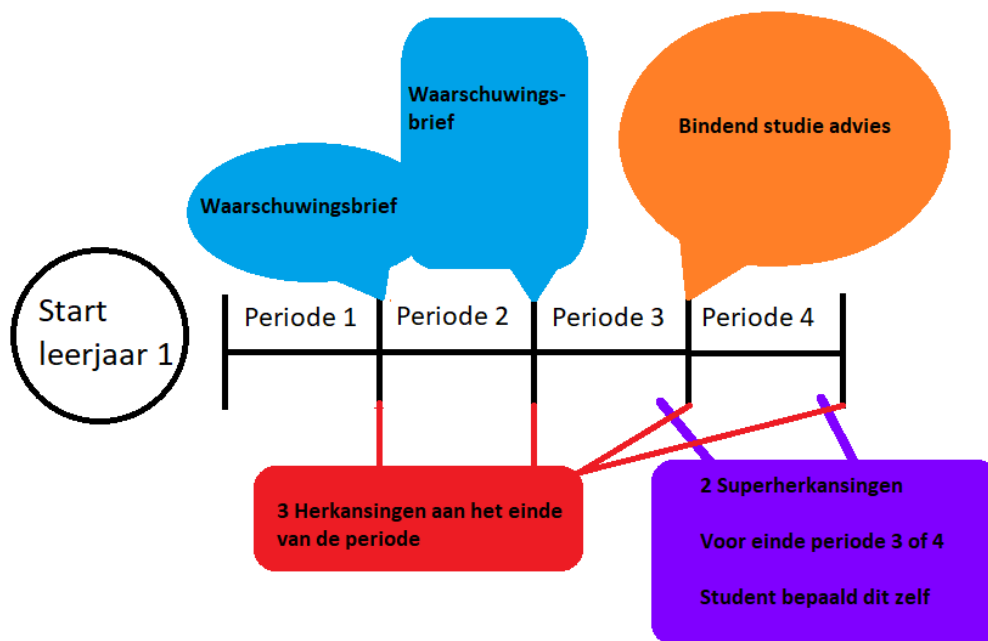 Waarschuwings-
brief
Bindend studie advies
Waarschuwingsbrief
Start
leerjaar 1
Periode 1
Periode 2
Periode 3
Periode 4
3 Herkansingen aan het einde
van de periode
2 Superherkansingen
Voor einde periode 3 of 4
Student bepaald dit zelf